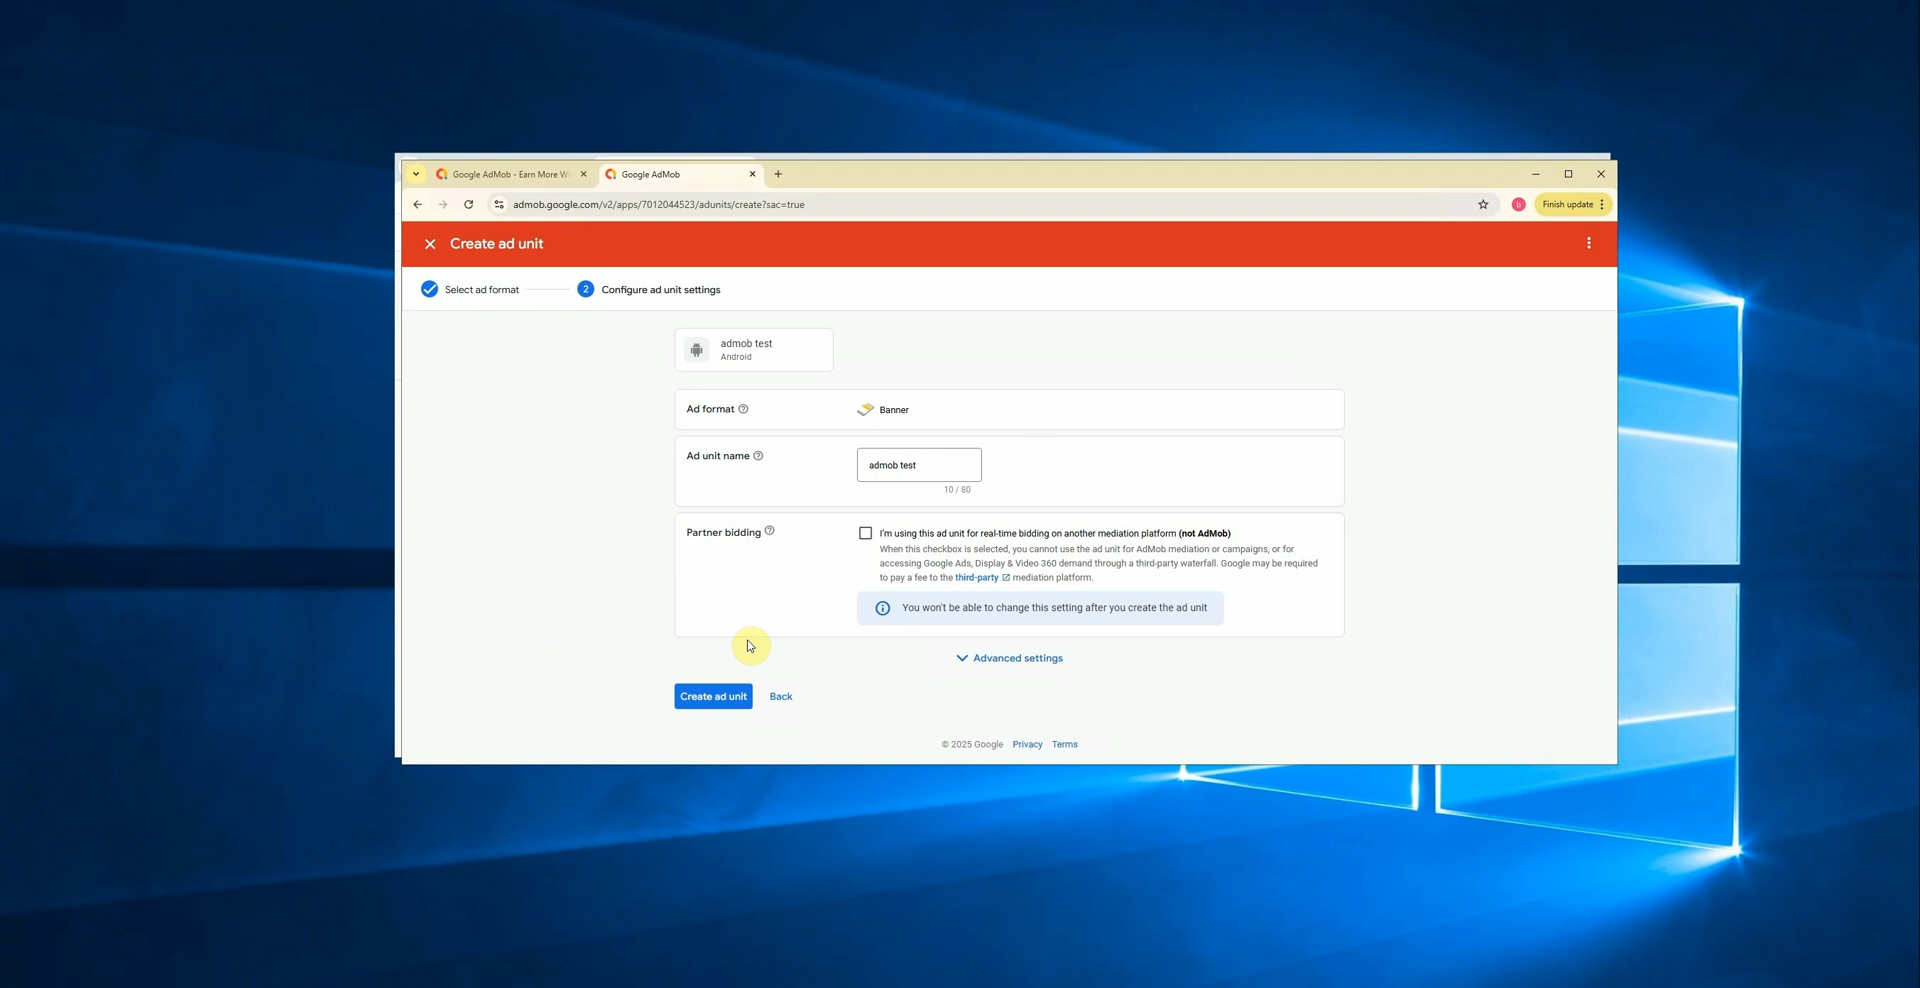 Google AdMob - Earn More Wi
Google AdMob
admob.google.com/v2/apps/7012044523/adunits/create?sac=true
b
Finish update
Create ad unit
Select ad format
2
Configure ad unit settings
admob test
Android
Ad format
Banner
Ad unit name
admob test
10 / 80
Partner bidding
I'm using this ad unit for real-time bidding on another mediation platform (not AdMob)
When this checkbox is selected, you cannot use the ad unit for AdMob mediation or campaigns, or for
accessing Google Ads, Display & Video 360 demand through a third-party waterfall. Google may be required
to pay a fee to the third-party mediation platform.
You won't be able to change this setting after you create the ad unit
Advanced settings
Create ad unit
Back
© 2025 Google Privacy Terms